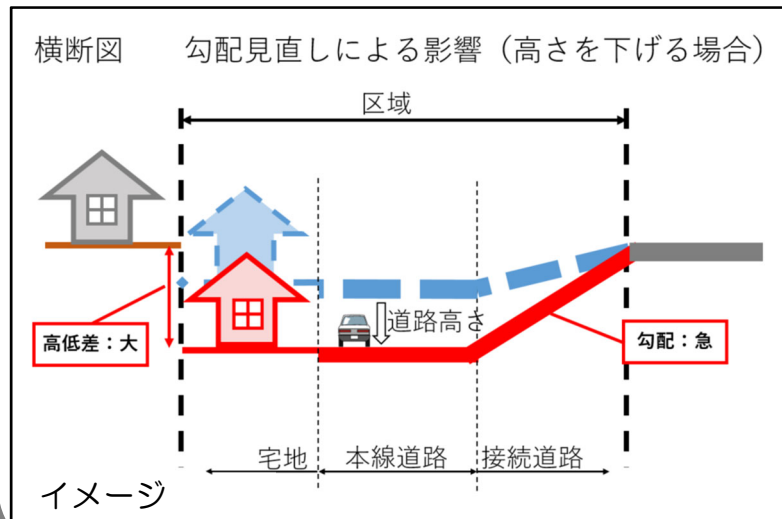 横断図 勾配見直しによる影響（高さを下げる場合）
区域
道路高さ
高低差：大
勾配：急
宅地 本線道路 接続道路
イメージ